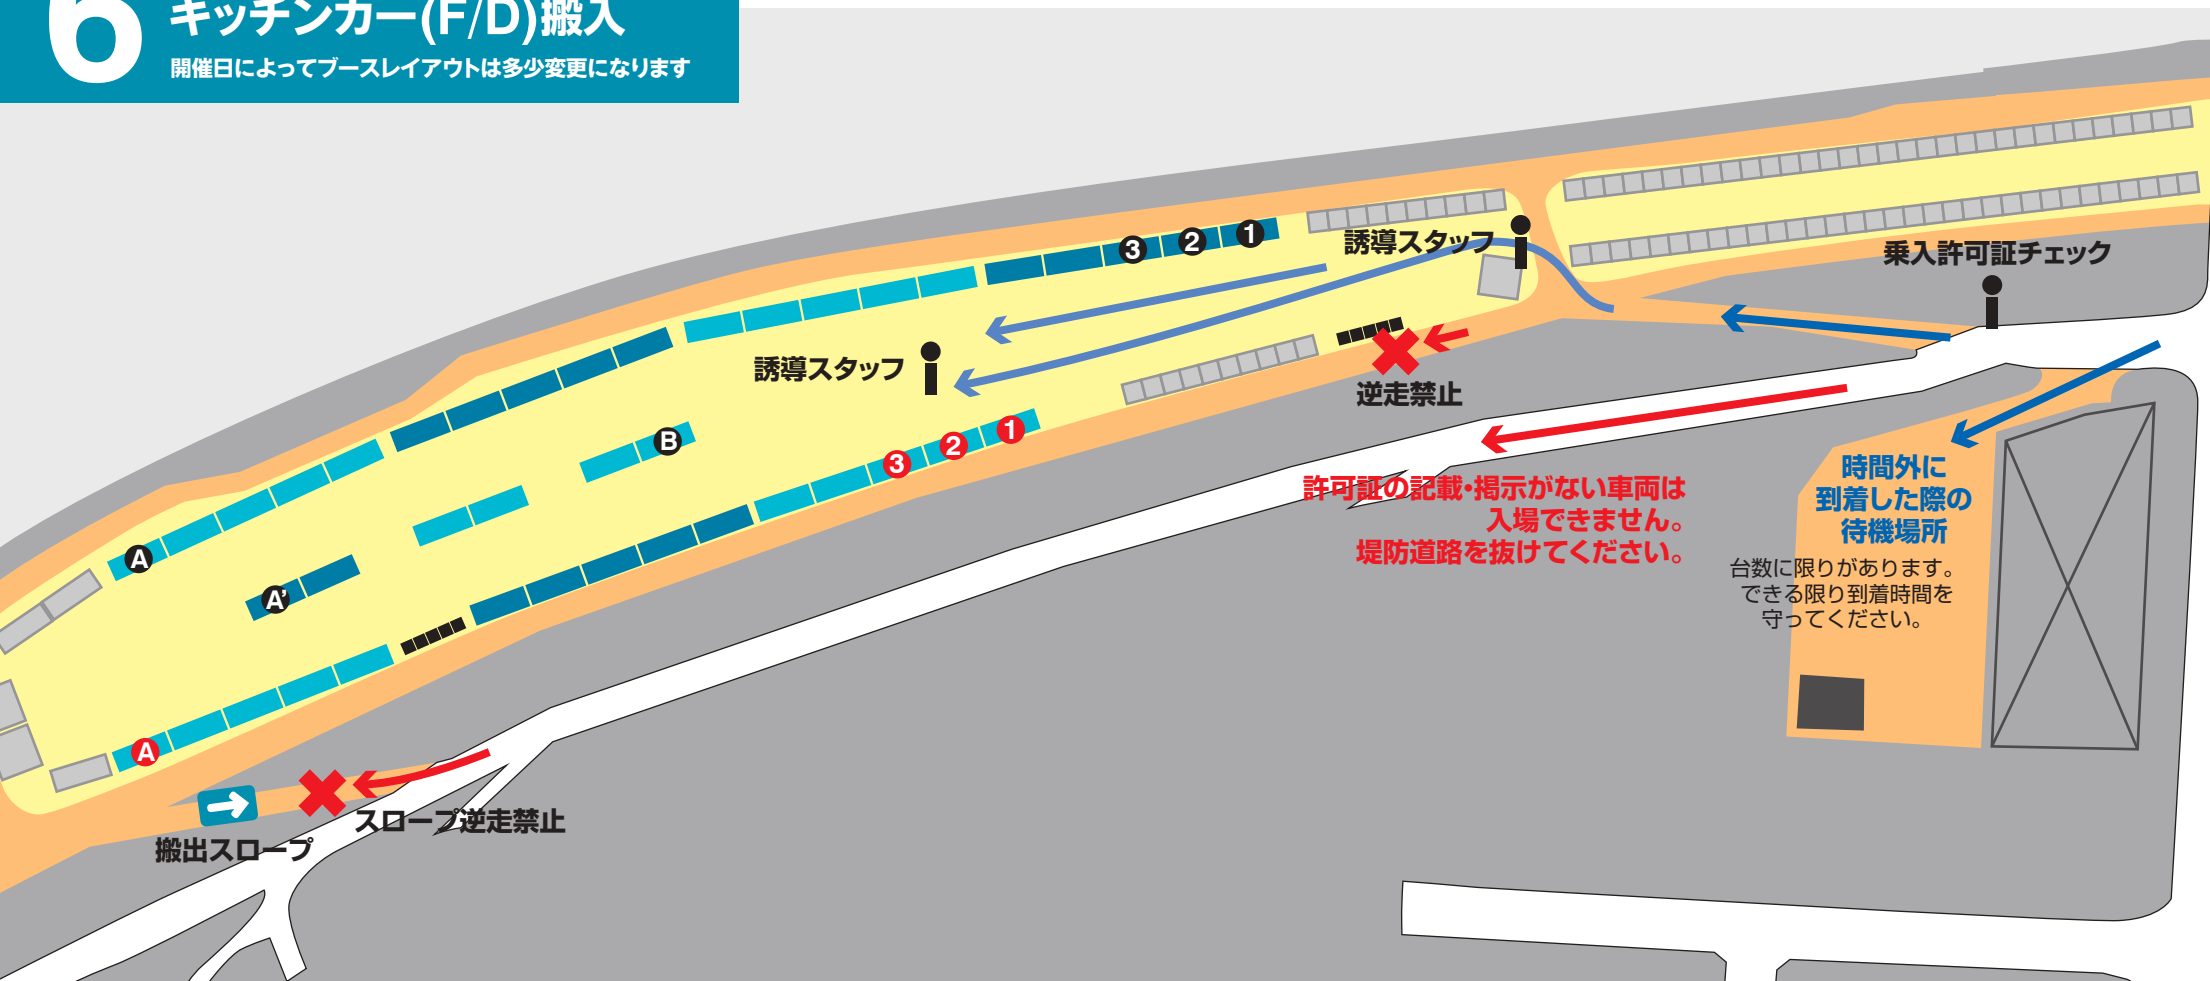 6
キッチンカー(F/D)搬入
開催日によってブースレイアウトは多少変更になります
誘導スタッフ
乗入許可証チェック
3
2
1
誘導スタッフ
逆走禁止
B
3
2
1
許可証の記載・掲示がない車両は
入場できません。
堤防道路を抜けてください。
時間外に
到着した際の
待機場所
台数に限りがあります。
できる限り到着時間を
守ってください。
A
A’
A
スロープ逆走禁止
搬出スロープ